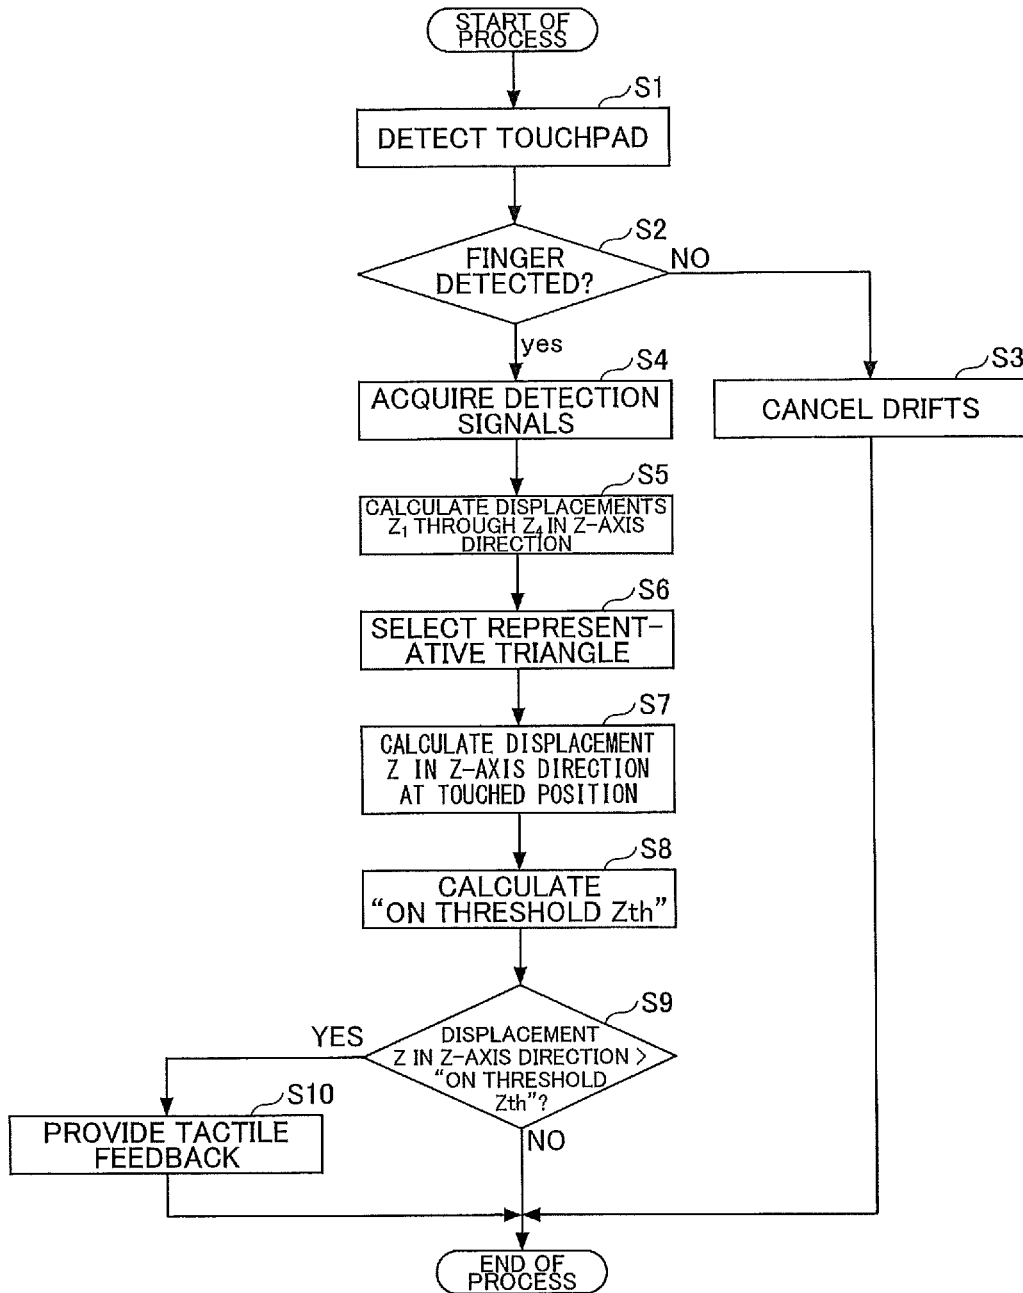 START OF
PROCESS
S1
DETECT TOUCHPAD
S2
FINGER
DETECTED?
NO
yes
S4
ACQUIRE DETECTION
SIGNALS
S3
CANCEL DRIFTS
S5
CALCULATE DISPLACEMENTS
Z1 THROUGH Z4 IN Z-AXIS
DIRECTION
S6
SELECT REPRESENT-
ATIVE TRIANGLE
S7
CALCULATE DISPLACEMENT
Z IN Z-AXIS DIRECTION
AT TOUCHED POSITION
S8
CALCULATE
“ON THRESHOLD Zth”
S9
DISPLACEMENT
Z IN Z-AXIS DIRECTION >
“ON THRESHOLD
Zth”?
YES
S10
PROVIDE TACTILE
FEEDBACK
NO
END OF
PROCESS